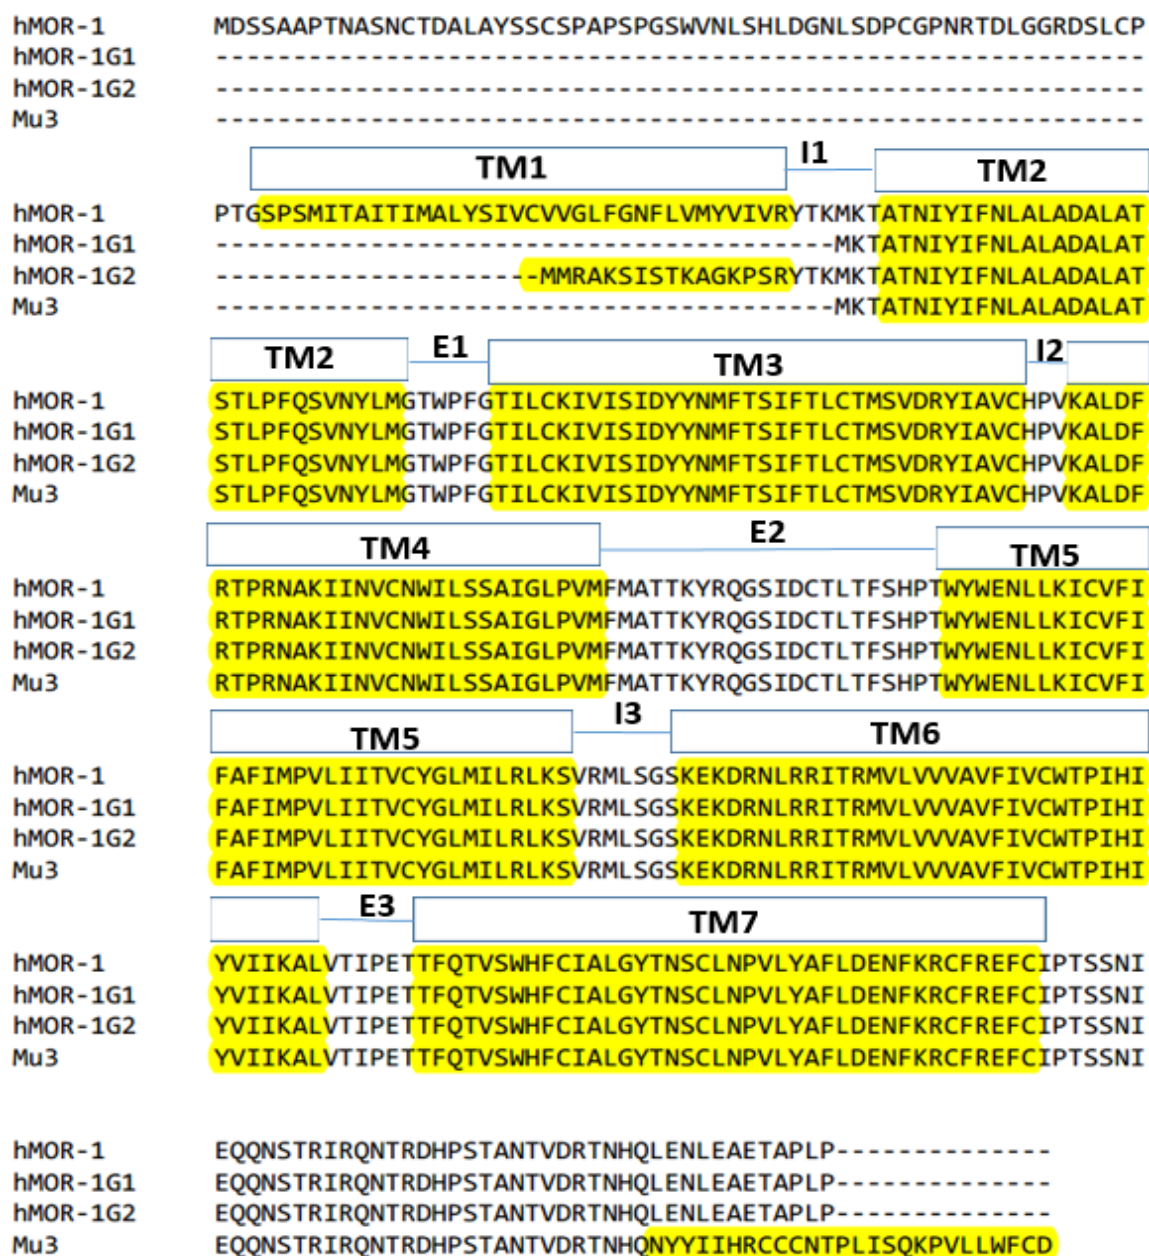 hMOR-1 MDSSAAPTNASNCTDALAYSSCSPAPSPGSWVNLSHLDGNLSDPCGPNRTDLGGRDSLCP
hMOR-1G1 ------------------------------------------------------------
hMOR-1G2 ------------------------------------------------------------
Mu3 ------------------------------------------------------------
TM1 I1 TM2
hMOR-1 PTGSPSMITAITIMALYSIVCVVGLFGNFLVMYVIVRYTKMKTATNIYIFNLALADALAT
hMOR-1G1 ----------------------------------------MKTATNIYIFNLALADALAT
hMOR-1G2 ---------------------MMRAKSISTKAGKPSRYTKMKTATNIYIFNLALADALAT
Mu3 ----------------------------------------MKTATNIYIFNLALADALAT
TM2 E1 TM3 I2
hMOR-1 STLPFQSVNYLMGTWPFGTILCKIVISIDYYNMFTSIFTLCTMSVDRYIAVCHPVKALDF
hMOR-1G1 STLPFQSVNYLMGTWPFGTILCKIVISIDYYNMFTSIFTLCTMSVDRYIAVCHPVKALDF
hMOR-1G2 STLPFQSVNYLMGTWPFGTILCKIVISIDYYNMFTSIFTLCTMSVDRYIAVCHPVKALDF
Mu3 STLPFQSVNYLMGTWPFGTILCKIVISIDYYNMFTSIFTLCTMSVDRYIAVCHPVKALDF
TM4 E2 TM5
hMOR-1 RTPRNAKIINVCNWILSSAIGLPVMFMATTKYRQGSIDCTLTFSHPTWYWENLLKICVFI
hMOR-1G1 RTPRNAKIINVCNWILSSAIGLPVMFMATTKYRQGSIDCTLTFSHPTWYWENLLKICVFI
hMOR-1G2 RTPRNAKIINVCNWILSSAIGLPVMFMATTKYRQGSIDCTLTFSHPTWYWENLLKICVFI
Mu3 RTPRNAKIINVCNWILSSAIGLPVMFMATTKYRQGSIDCTLTFSHPTWYWENLLKICVFI
TM5 I3 TM6
hMOR-1 FAFIMPVLIITVCYGLMILRLKSVRMLSGSKEKDRNLRRITRMVLVVVAVFIVCWTPIHI
hMOR-1G1 FAFIMPVLIITVCYGLMILRLKSVRMLSGSKEKDRNLRRITRMVLVVVAVFIVCWTPIHI
hMOR-1G2 FAFIMPVLIITVCYGLMILRLKSVRMLSGSKEKDRNLRRITRMVLVVVAVFIVCWTPIHI
Mu3 FAFIMPVLIITVCYGLMILRLKSVRMLSGSKEKDRNLRRITRMVLVVVAVFIVCWTPIHI
E3 TM7
hMOR-1 YVIIKALVTIPETTFQTVSWHFCIALGYTNSCLNPVLYAFLDENFKRCFREFCIPTSSNI
hMOR-1G1 YVIIKALVTIPETTFQTVSWHFCIALGYTNSCLNPVLYAFLDENFKRCFREFCIPTSSNI
hMOR-1G2 YVIIKALVTIPETTFQTVSWHFCIALGYTNSCLNPVLYAFLDENFKRCFREFCIPTSSNI
Mu3 YVIIKALVTIPETTFQTVSWHFCIALGYTNSCLNPVLYAFLDENFKRCFREFCIPTSSNI
hMOR-1 EQQNSTRIRQNTRDHPSTANTVDRTNHQLENLEAETAPLP--------------
hMOR-1G1 EQQNSTRIRQNTRDHPSTANTVDRTNHQLENLEAETAPLP--------------
hMOR-1G2 EQQNSTRIRQNTRDHPSTANTVDRTNHQLENLEAETAPLP--------------
Mu3 EQQNSTRIRQNTRDHPSTANTVDRTNHQNYYIIHRCCCNTPLISQKPVLLWFCD